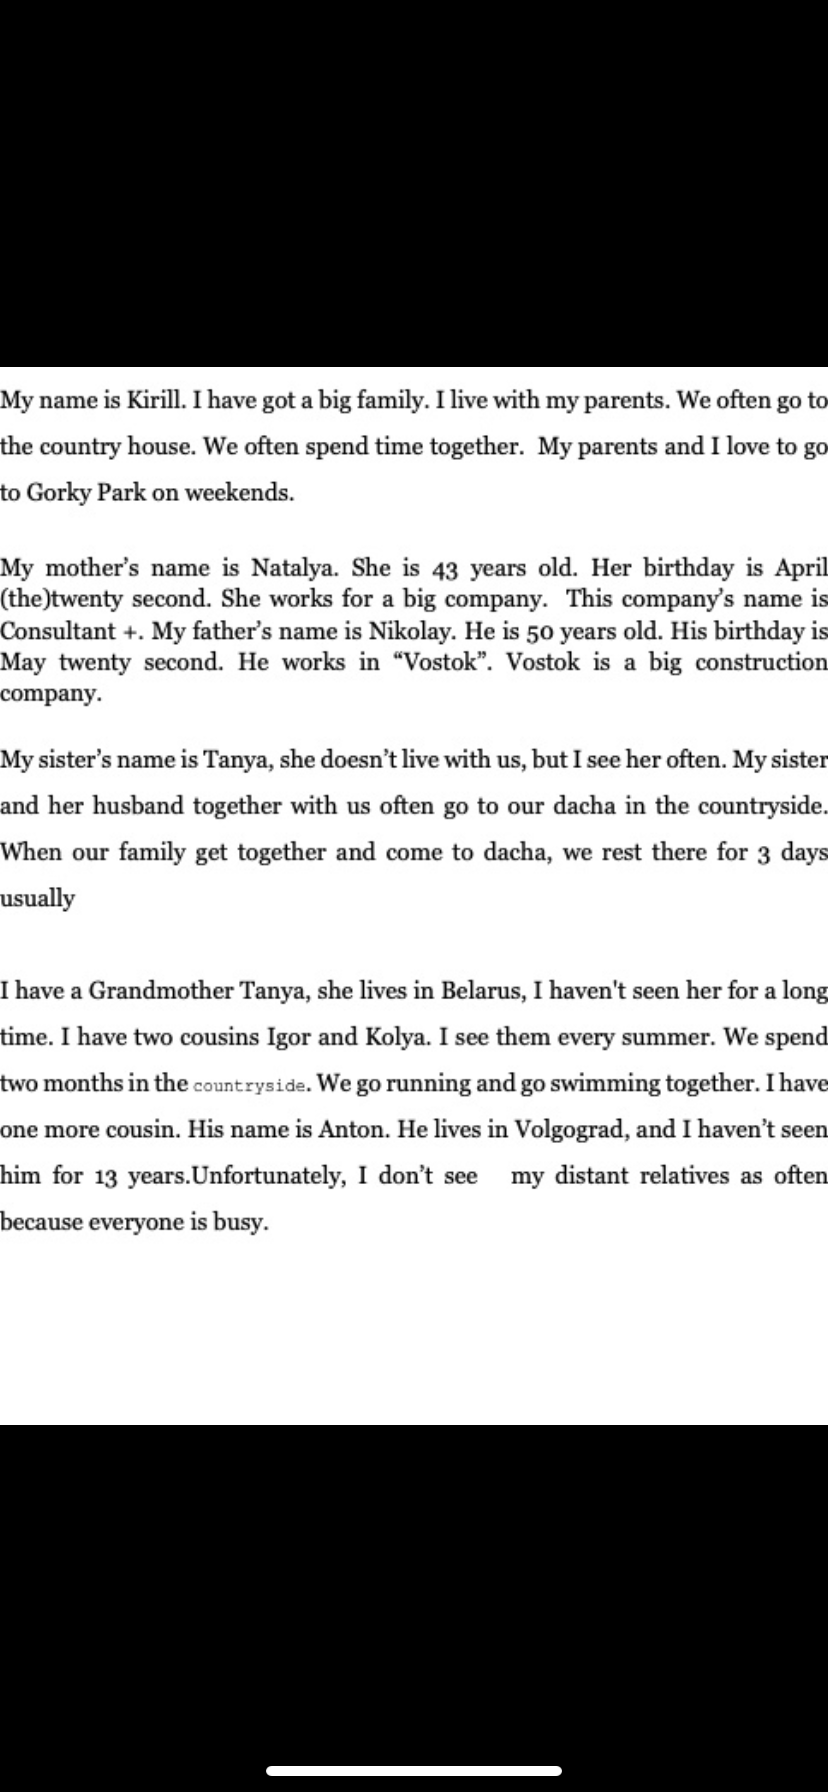 My name is Kirill. I have got a big family. I live with my parents. We often go to
the country house. We often spend time together.  My parents and I love to go
to Gorky Park on weekends.
My mother’s name is Natalya. She is 43 years old. Her birthday is April
(the)twenty second. She works for a big company.  This company’s name is
Consultant +. My father’s name is Nikolay. He is 50 years old. His birthday is
May twenty second. He works in “Vostok”. Vostok is a big construction
company.
My sister’s name is Tanya, she doesn’t live with us, but I see her often. My sister
and her husband together with us often go to our dacha in the countryside.
When our family get together and come to dacha, we rest there for 3 days
usually
I have a Grandmother Tanya, she lives in Belarus, I haven't seen her for a long
time. I have two cousins Igor and Kolya. I see them every summer. We spend
two months in the countryside. We go running and go swimming together. I have
one more cousin. His name is Anton. He lives in Volgograd, and I haven’t seen
him for 13 years.Unfortunately, I don’t see   my distant relatives as often
because everyone is busy.